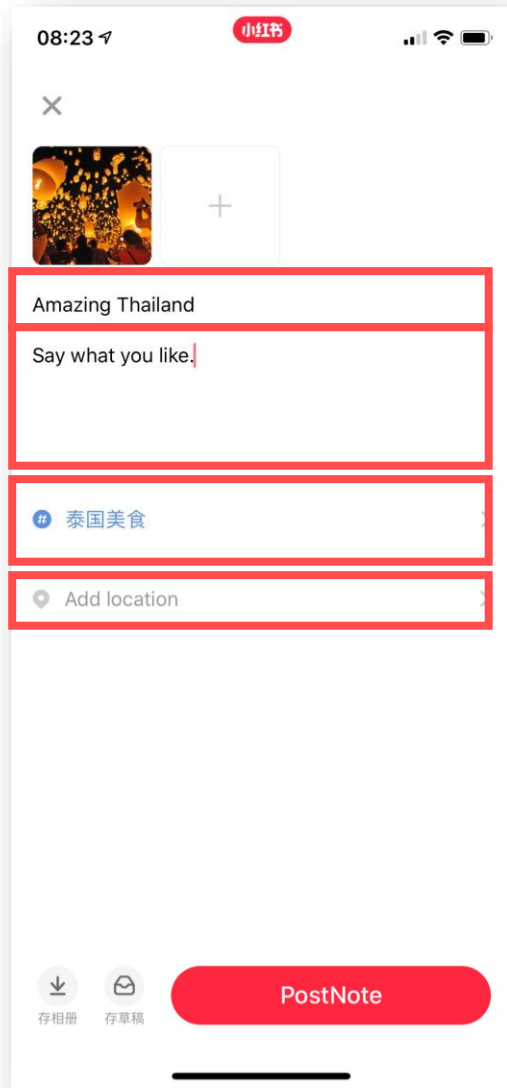 08:23
小红书
Amazing Thailand
Say what you like.
# 泰国美食
Add location
存相册
存草稿
PostNote